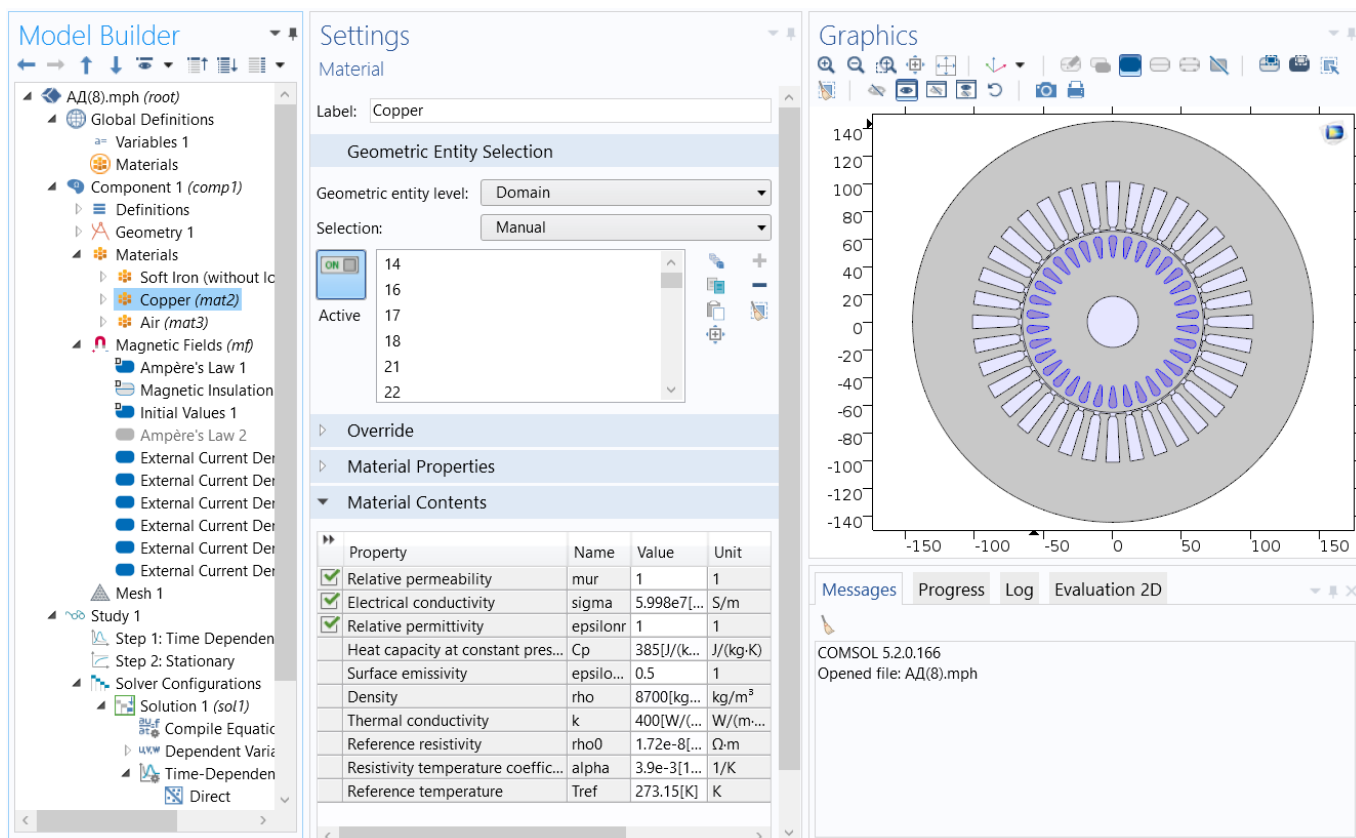 Model Builder
АД(8).mph (root)
Global Definitions
a= Variables 1
Materials
Component 1 (comp1)
Definitions
Geometry 1
Materials
Soft Iron (without lc
Copper (mat2)
Air (mat3)
Magnetic Fields (mf)
Ampère's Law 1
Magnetic Insulation
Initial Values 1
Ampère's Law 2
External Current Der
External Current Der
External Current Der
External Current Der
External Current Der
External Current Der
Mesh 1
Study 1
Step 1: Time Depender
Step 2: Stationary
Solver Configurations
Solution 1 (sol1)
Compile Equatic
Dependent Varia
Time-Dependen
Direct
Settings
Material
Label: Copper
Geometric Entity Selection
Geometric entity level: Domain
Selection: Manual
ON
Active
14
16
17
18
21
22
Override
Material Properties
Material Contents
Property Name Value Unit
Relative permeability mur 1 1
Electrical conductivity sigma 5.998e7[... S/m
Relative permittivity epsilonr 1 1
Heat capacity at constant pres... Cp 385[J/(k... J/(kg·K)
Surface emissivity epsilo... 0.5 1
Density rho 8700[kg... kg/m³
Thermal conductivity k 400[W/(... W/(m·...
Reference resistivity rho0 1.72e-8[... Ω·m
Resistivity temperature coeffic... alpha 3.9e-3[1... 1/K
Reference temperature Tref 273.15[K] K
Graphics
140
120
100
80
60
40
20
0
-20
-40
-60
-80
-100
-120
-140
-150 -100 -50 0 50 100 150
Messages Progress Log Evaluation 2D
COMSOL 5.2.0.166
Opened file: АД(8).mph